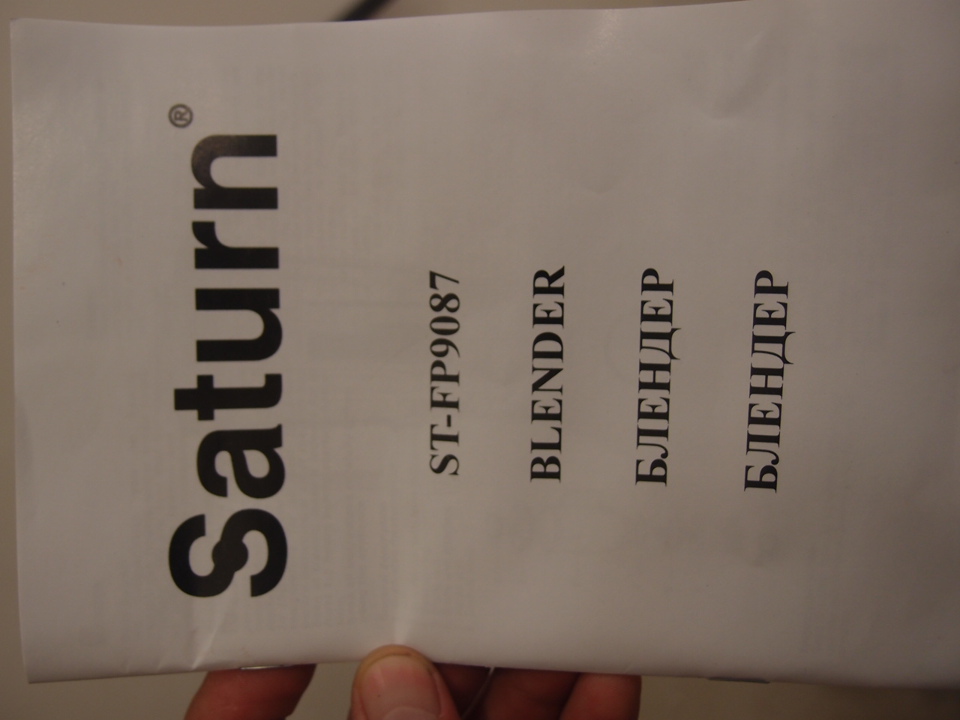 Saturn®
ST-FP9087
BLENDER
БЛЕНДЕР
БЛЕНДЕР